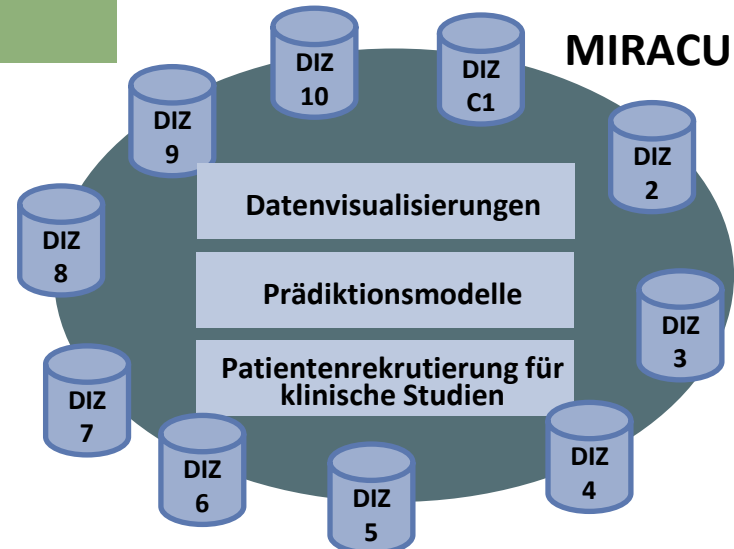 MIRACU
DIZ
10
DIZ
C1
DIZ
9
DIZ
2
Datenvisualisierungen
DIZ
8
Prädiktionsmodelle
DIZ
3
Patientenrekrutierung für
klinische Studien
DIZ
7
DIZ
6
DIZ
5
DIZ
4